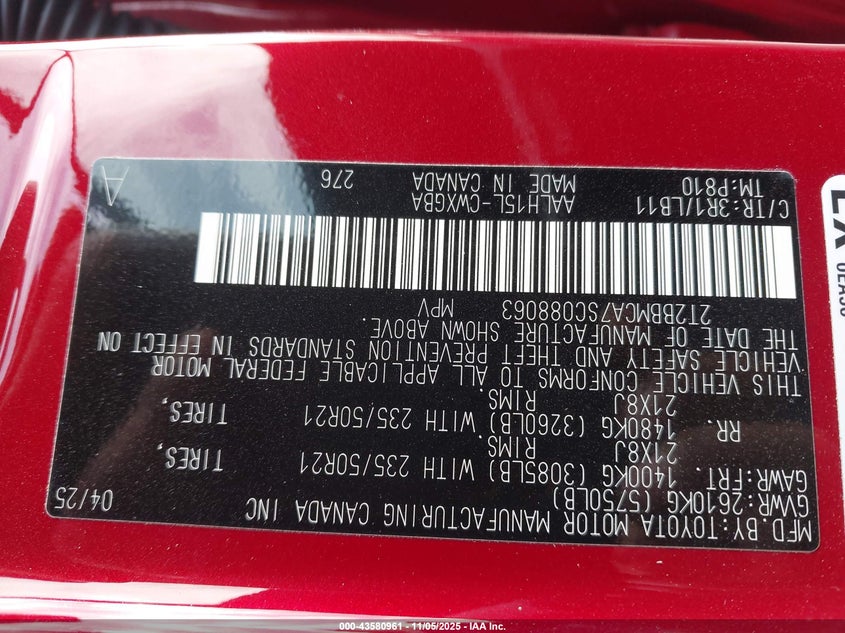 MFD.BY:TOYOTA MOTOR MANUFACTURING CANADA INC
04/25
GVWR:2610KG(5750LB)
GAWR:FRT. 1400KG (3085LB) WITH 235/50R21 TIRES,
21X8J RIMS.
RR. 1480KG (3260LB) WITH 235/50R21 TIRES,
21X8J RIMS.
THIS VEHICLE CONFORMS TO ALL APPLICABLE FEDERAL MOTOR
VEHICLE SAFETY AND THEFT PREVENTION STANDARDS IN EFFECT ON
THE DATE OF MANUFACTURE SHOWN ABOVE.
2T2BBMCA7SC088063 MPV
C/TR:3R1/LB11 AALH15L-CWXGBA
TM:P810 MADE IN CANADA 276 A
000-43580961 - 11/05/2025 - IAA Inc.